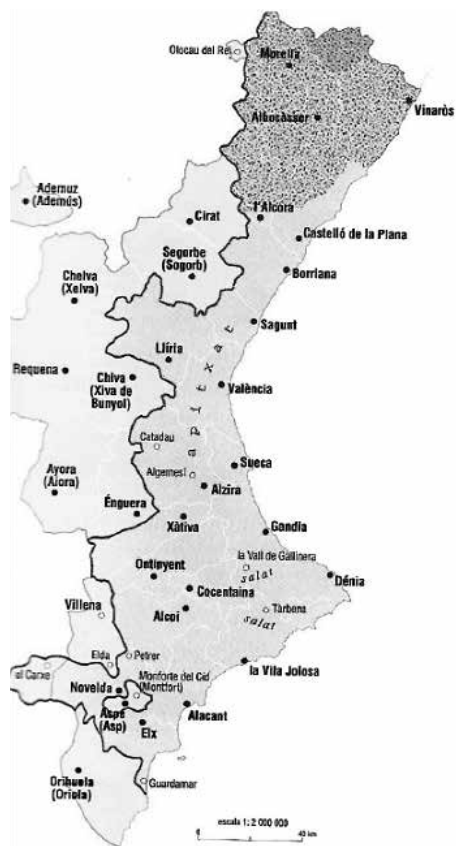 Olocau del Rei
Morella
Albocàsser
Vinaròs
Ademuz
(Ademús)
Cirat
l'Alcora
Castelló de la Plana
Segorbe
(Sogorb)
Borriana
Chelva
(Xelva)
Sagunt
Llíria
apitxat
Requena
Chiva
(Xiva de
Bunyol)
València
Catadau
Algemesí
Sueca
Ayora
(Aiora)
Alzira
Énguera
Xàtiva
Gandia
la Vall de Gallinera
salat
Ontinyent
Dénia
Cocentaina
Villena
Alcoi
Tàrbena
salat
Elda
Petrer
el Carxe
la Vila Joiosa
Monforte del Cid
(Montfort)
Novelda
Aspe
(Asp)
Alacant
Elx
Orihuela
(Oriola)
Guardamar
escala 1: 2 000 000
0
40 km